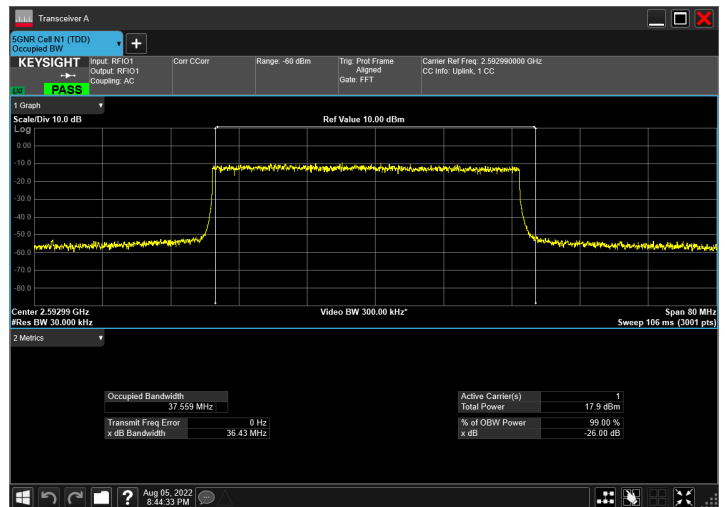 Transceiver A
5GNR Cell N1 (TDD)
Occupied BW
KEYSIGHT
LXI
PASS
Input: RFIO1
Output: RFIO1
Coupling: AC
Corr CCorr
Range: -60 dBm
Trig: Prot Frame
Aligned
Gate: FFT
Carrier Ref Freq: 2.592990000 GHz
CC Info: Uplink, 1 CC
1 Graph
Scale/Div 10.0 dB
Ref Value 10.00 dBm
Log
0.00
-10.0
-20.0
-30.0
-40.0
-50.0
-60.0
-70.0
-80.0
Center 2.59299 GHz
Video BW 300.00 kHz*
Span 80 MHz
#Res BW 30.000 kHz
Sweep 106 ms (3001 pts)
2 Metrics
Occupied Bandwidth
37.559 MHz
Transmit Freq Error 0 Hz
x dB Bandwidth 36.43 MHz
Active Carrier(s) 1
Total Power 17.9 dBm
% of OBW Power 99.00 %
x dB -26.00 dB
?
Aug 05, 2022
8:44:33 PM